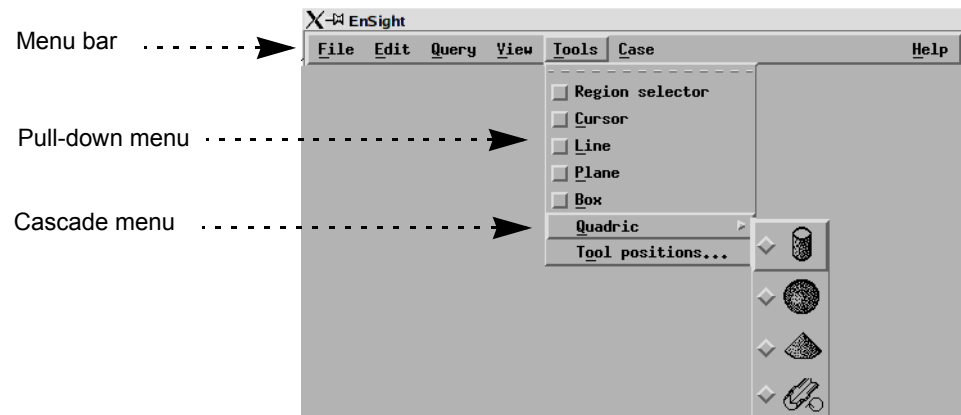 EnSight
Menu bar
File Edit Query View Tools Case Help
Region selector
Cursor
Pull-down menu
Line
Plane
Box
Cascade menu
Quadric
Tool positions...